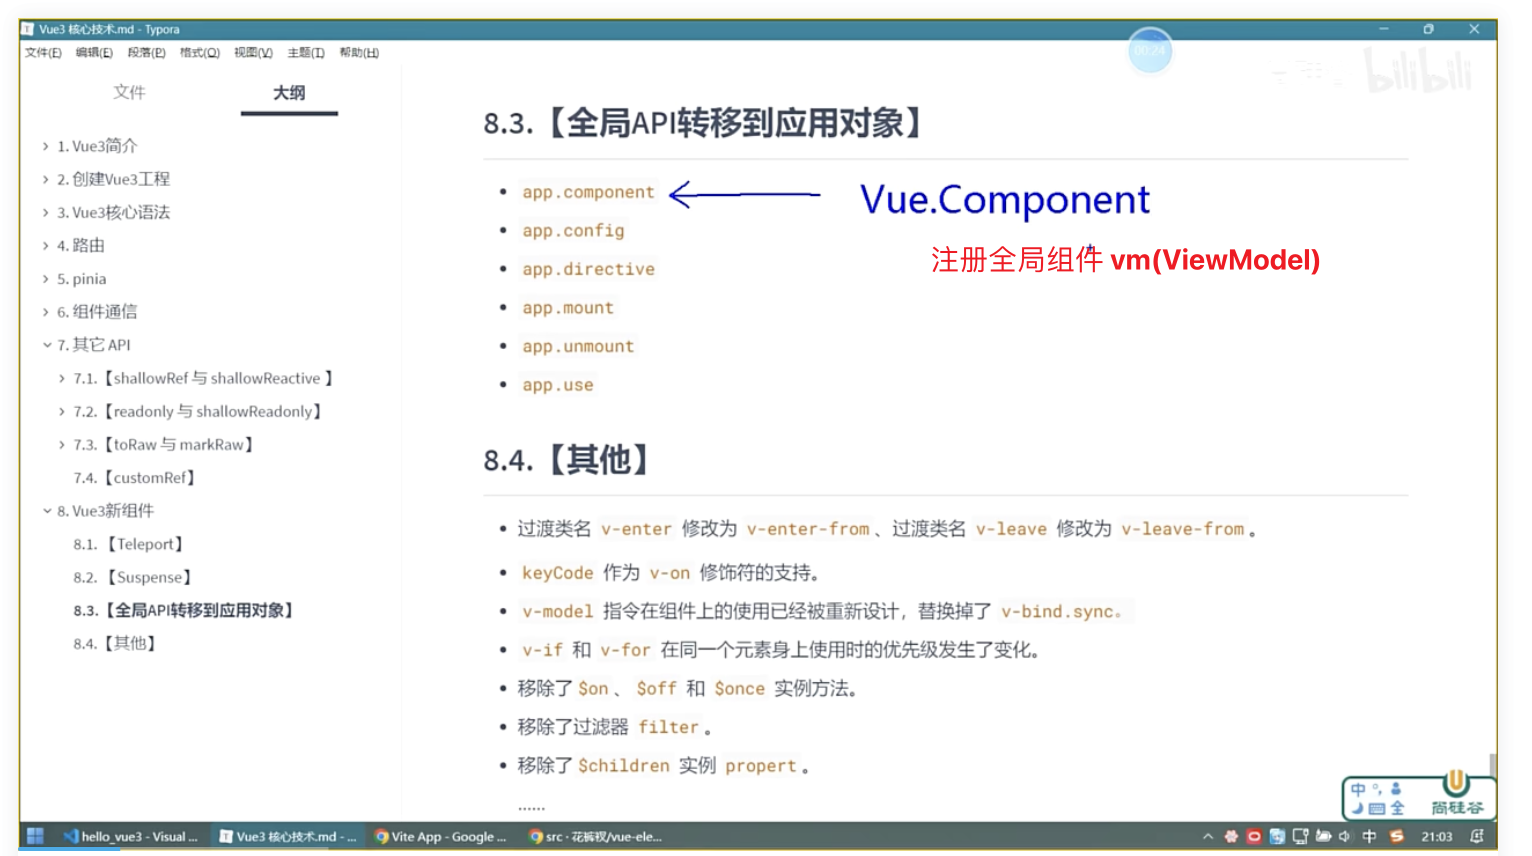 Vue3 核心技术.md - Typora
文件(F) 编辑(E) 段落(P) 格式(O) 视图(V) 主题(T) 帮助(H)
00:24
bilibili
文件 大纲
1. Vue3简介
2. 创建Vue3工程
3. Vue3核心语法
4. 路由
5. pinia
6. 组件通信
7. 其它 API
7.1.【shallowRef 与 shallowReactive 】
7.2.【readonly 与 shallowReadonly】
7.3.【toRaw 与 markRaw】
7.4.【customRef】
8. Vue3新组件
8.1. 【Teleport】
8.2. 【Suspense】
8.3.【全局API转移到应用对象】
8.4.【其他】
8.3.【全局API转移到应用对象】
app.component
Vue.Component
app.config
注册全局组件 vm(ViewModel)
app.directive
app.mount
app.unmount
app.use
8.4.【其他】
过渡类名 v-enter 修改为 v-enter-from 、过渡类名 v-leave 修改为 v-leave-from 。
keyCode 作为 v-on 修饰符的支持。
v-model 指令在组件上的使用已经被重新设计，替换掉了 v-bind.sync。
v-if 和 v-for 在同一个元素身上使用时的优先级发生了变化。
移除了 $on 、 $off 和 $once 实例方法。
移除了过滤器 filter 。
移除了 $children 实例 propert 。
......
中 °, 全
尚硅谷
hello_vue3 - Visual ... Vue3 核心技术.md - ... Vite App - Google ... src · 花裤衩/vue-ele... 中 21:03